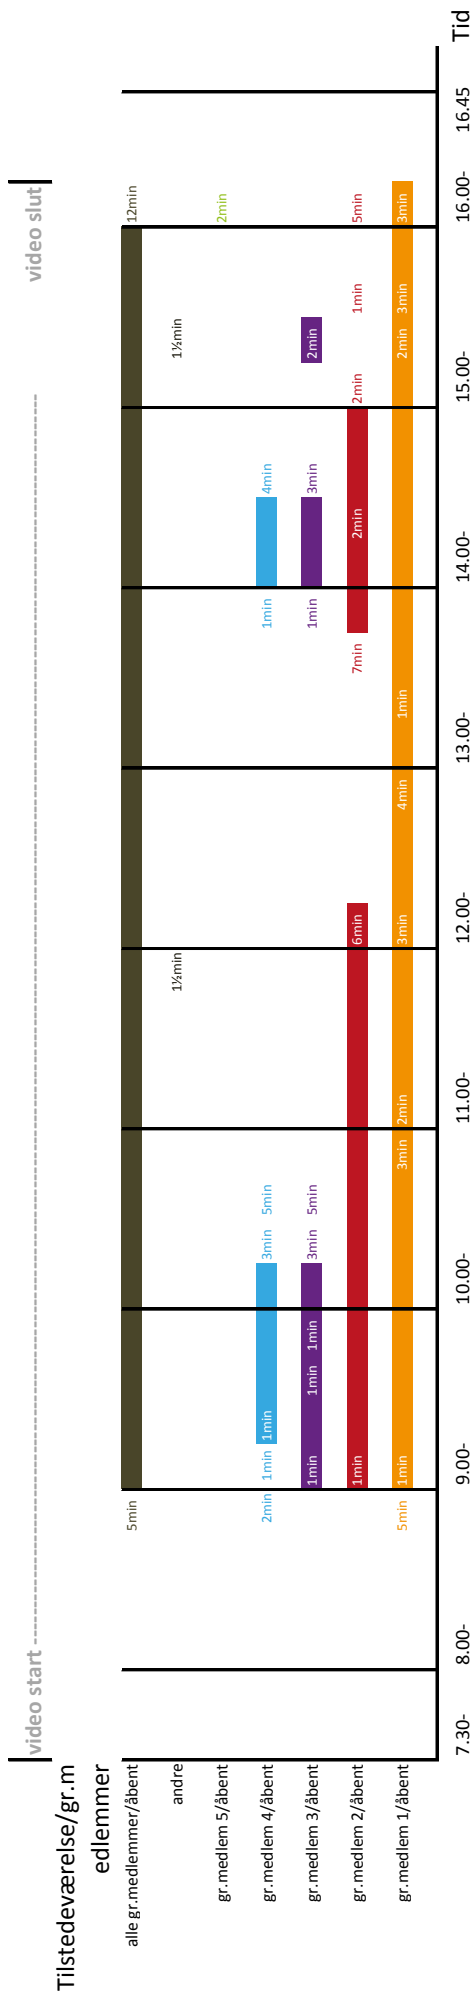 video start ------------------------------------------------ video slut
Tilstedeværelse/gr.m
edlemmer
alle gr.medlemmer/åbent 5min 12min
andre 1½min 1½min
gr.medlem 5/åbent 2min
gr.medlem 4/åbent 2min 1min 1min 3min 5min 1min 4min
gr.medlem 3/åbent 1min 1min 1min 3min 5min 1min 3min 2min
gr.medlem 2/åbent 1min 6min 7min 2min 2min 1min 5min
gr.medlem 1/åbent 5min 1min 3min 2min 3min 4min 1min 2min 3min 3min
7.30- 8.00- 9.00- 10.00- 11.00- 12.00- 13.00- 14.00- 15.00- 16.00- 16.45 Tid